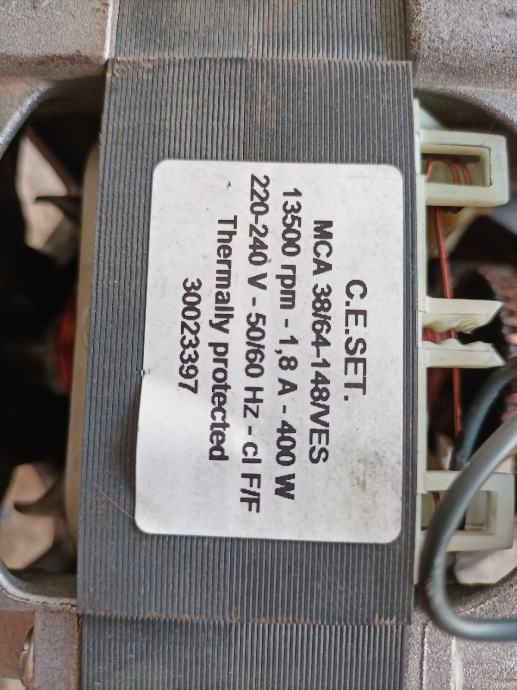 C.E.SET.
MCA 38/64-148/VES
13500 rpm - 1,8 A - 400 W
220-240 V - 50/60 Hz - cl F/F
Thermally protected
30023397